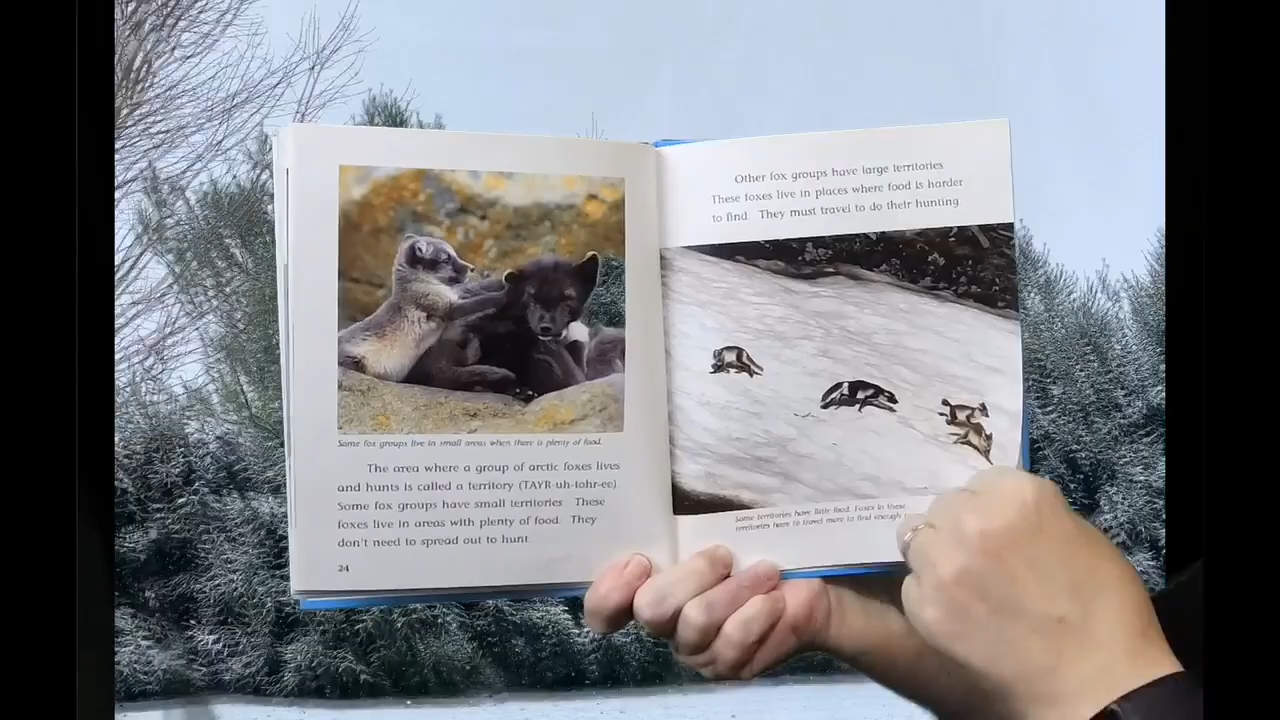 Some fox groups live in small areas when there is plenty of food.
The area where a group of arctic foxes lives
and hunts is called a territory (TAYR-uh-tohr-ee)
Some fox groups have small territories These
foxes live in areas with plenty of food. They
don't need to spread out to hunt
24
Other fox groups have large territories
These foxes live in places where food is harder
to find. They must travel to do their hunting
Some territories have little food. Foxes in these
territories have to travel more to find enough